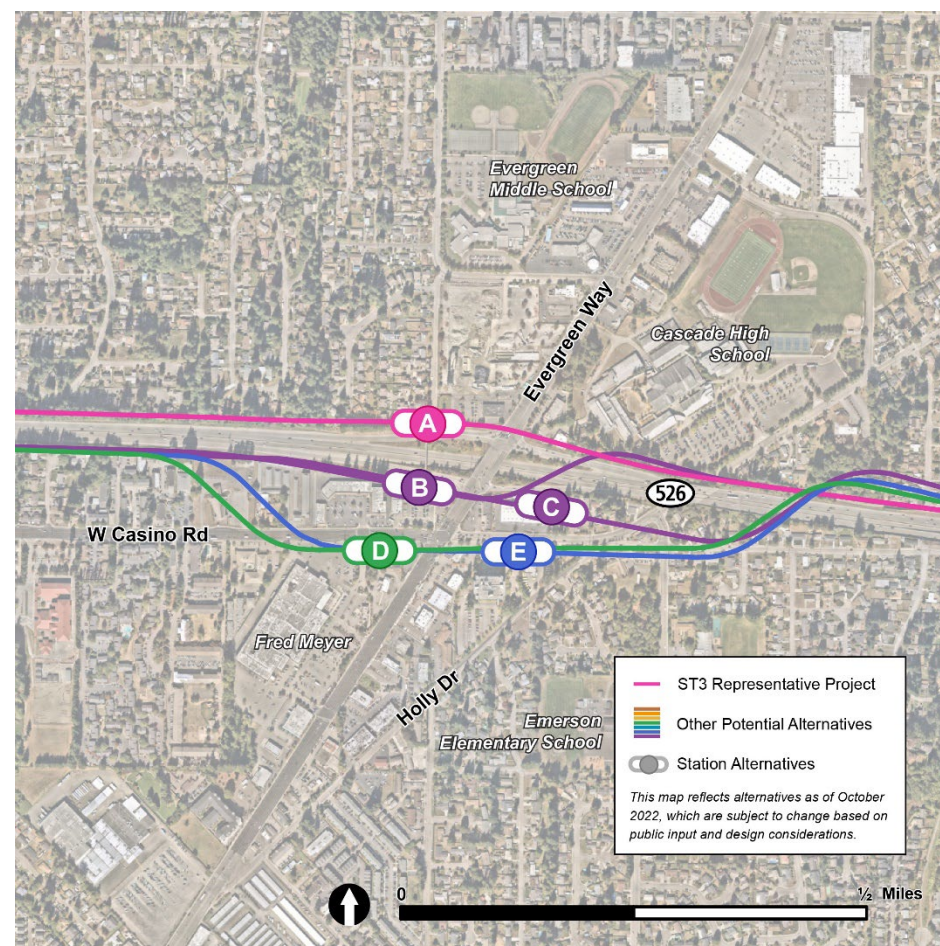 Evergreen
Middle School
Evergreen Way
Cascade High
School
A
B
C
526
W Casino Rd
D
E
Fred Meyer
Holly Dr
Emerson
Elementary School
ST3 Representative Project
Other Potential Alternatives
Station Alternatives
This map reflects alternatives as of October
2022, which are subject to change based on
public input and design considerations.
0
½ Miles